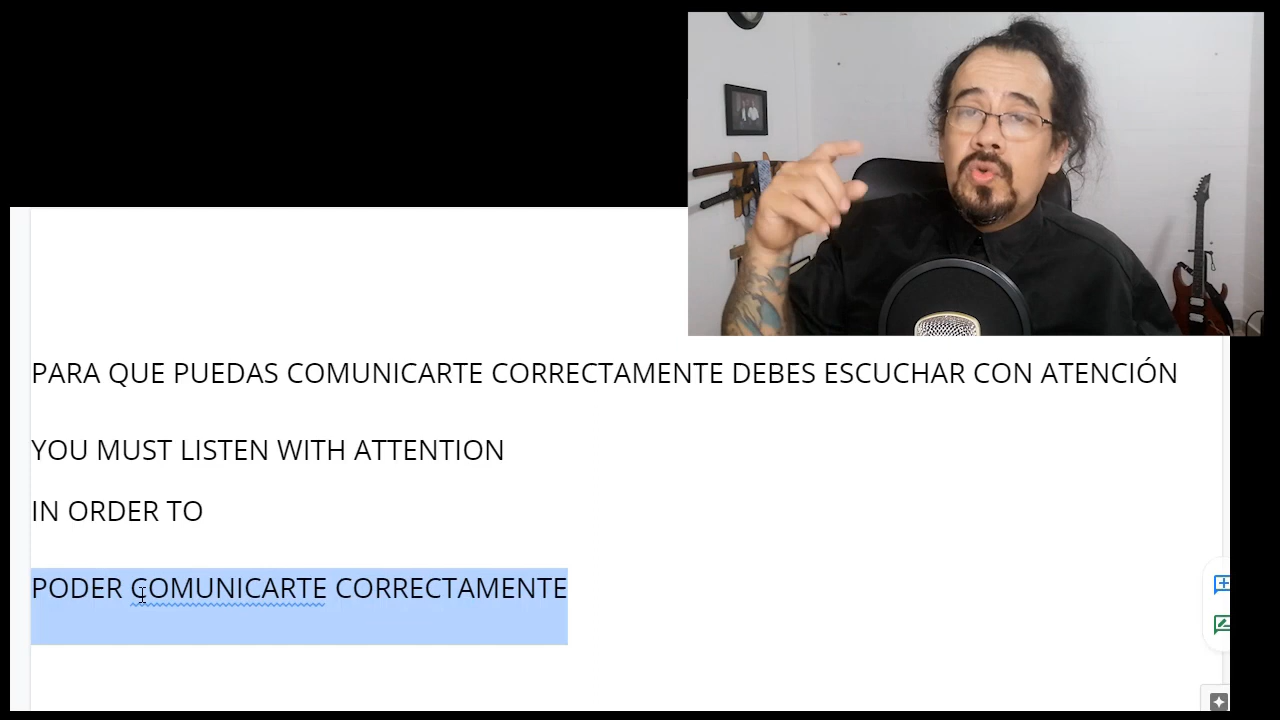 PARA QUE PUEDAS COMUNICARTE CORRECTAMENTE DEBES ESCUCHAR CON ATENCIÓN
YOU MUST LISTEN WITH ATTENTION
IN ORDER TO
PODER COMUNICARTE CORRECTAMENTE